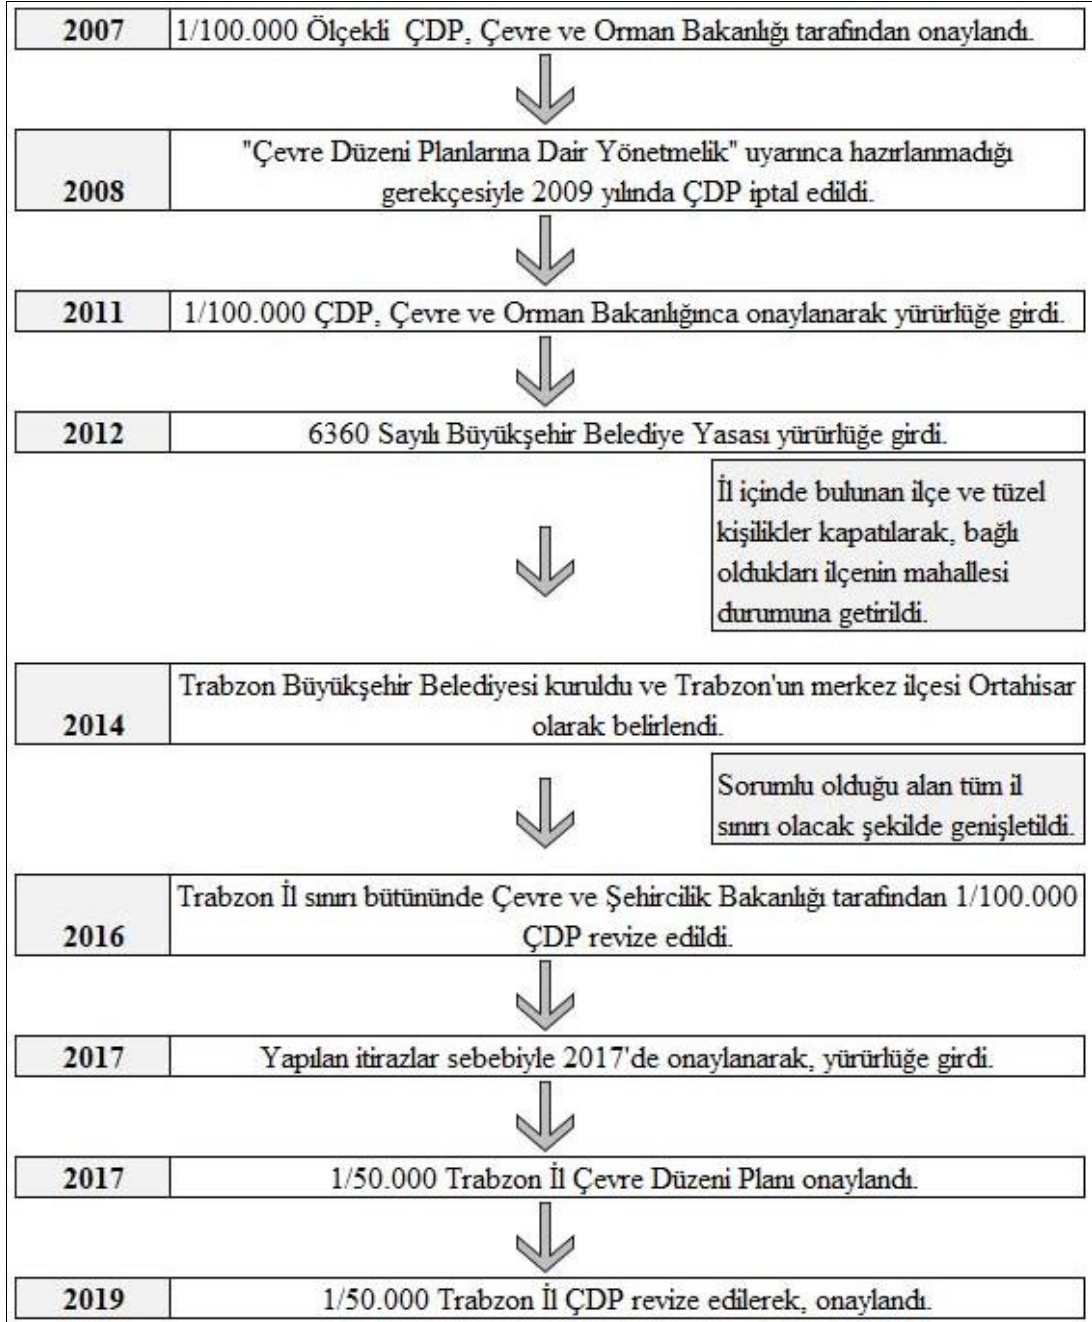 2007 1/100.000 Ölçekli ÇDP, Çevre ve Orman Bakanlığı tarafından onaylandı.
"Çevre Düzeni Planlarına Dair Yönetmelik" uyarınca hazırlanmadığı
2008 gerekçesiyle 2009 yılında ÇDP iptal edildi.
2011 1/100.000 ÇDP, Çevre ve Orman Bakanlığınca onaylanarak yürürlüğe girdi.
2012 6360 Sayılı Büyükşehir Belediye Yasası yürürlüğe girdi.
İl içinde bulunan ilçe ve tüzel
kişilikler kapatılarak, bağlı
oldukları ilçenin mahallesi
durumuna getirildi.
Trabzon Büyükşehir Belediyesi kuruldu ve Trabzon'un merkez ilçesi Ortahisar
2014 olarak belirlendi.
Sorumlu olduğu alan tüm il
sınırı olacak şekilde genişletildi.
Trabzon İl sınırı bütününde Çevre ve Şehircilik Bakanlığı tarafından 1/100.000
2016 ÇDP revize edildi.
2017 Yapılan itirazlar sebebiyle 2017'de onaylanarak, yürürlüğe girdi.
2017 1/50.000 Trabzon İl Çevre Düzeni Planı onaylandı.
2019 1/50.000 Trabzon İl ÇDP revize edilerek, onaylandı.